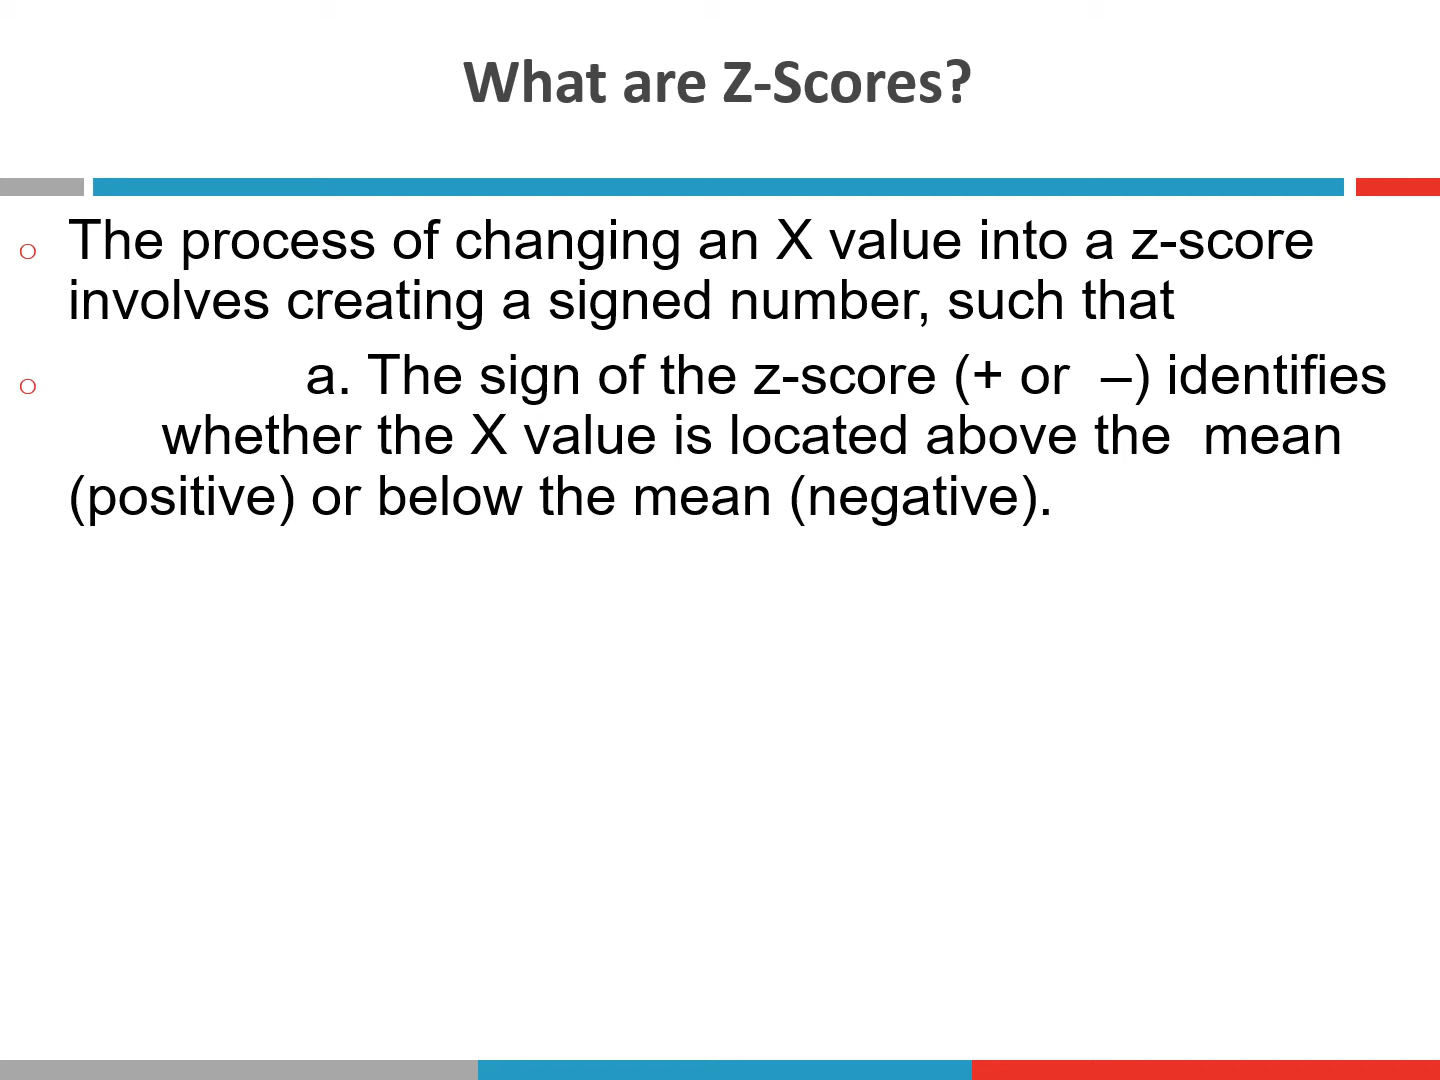 What are Z-Scores?
The process of changing an X value into a z-score
involves creating a signed number, such that
a. The sign of the z-score (+ or –) identifies
whether the X value is located above the mean
(positive) or below the mean (negative).